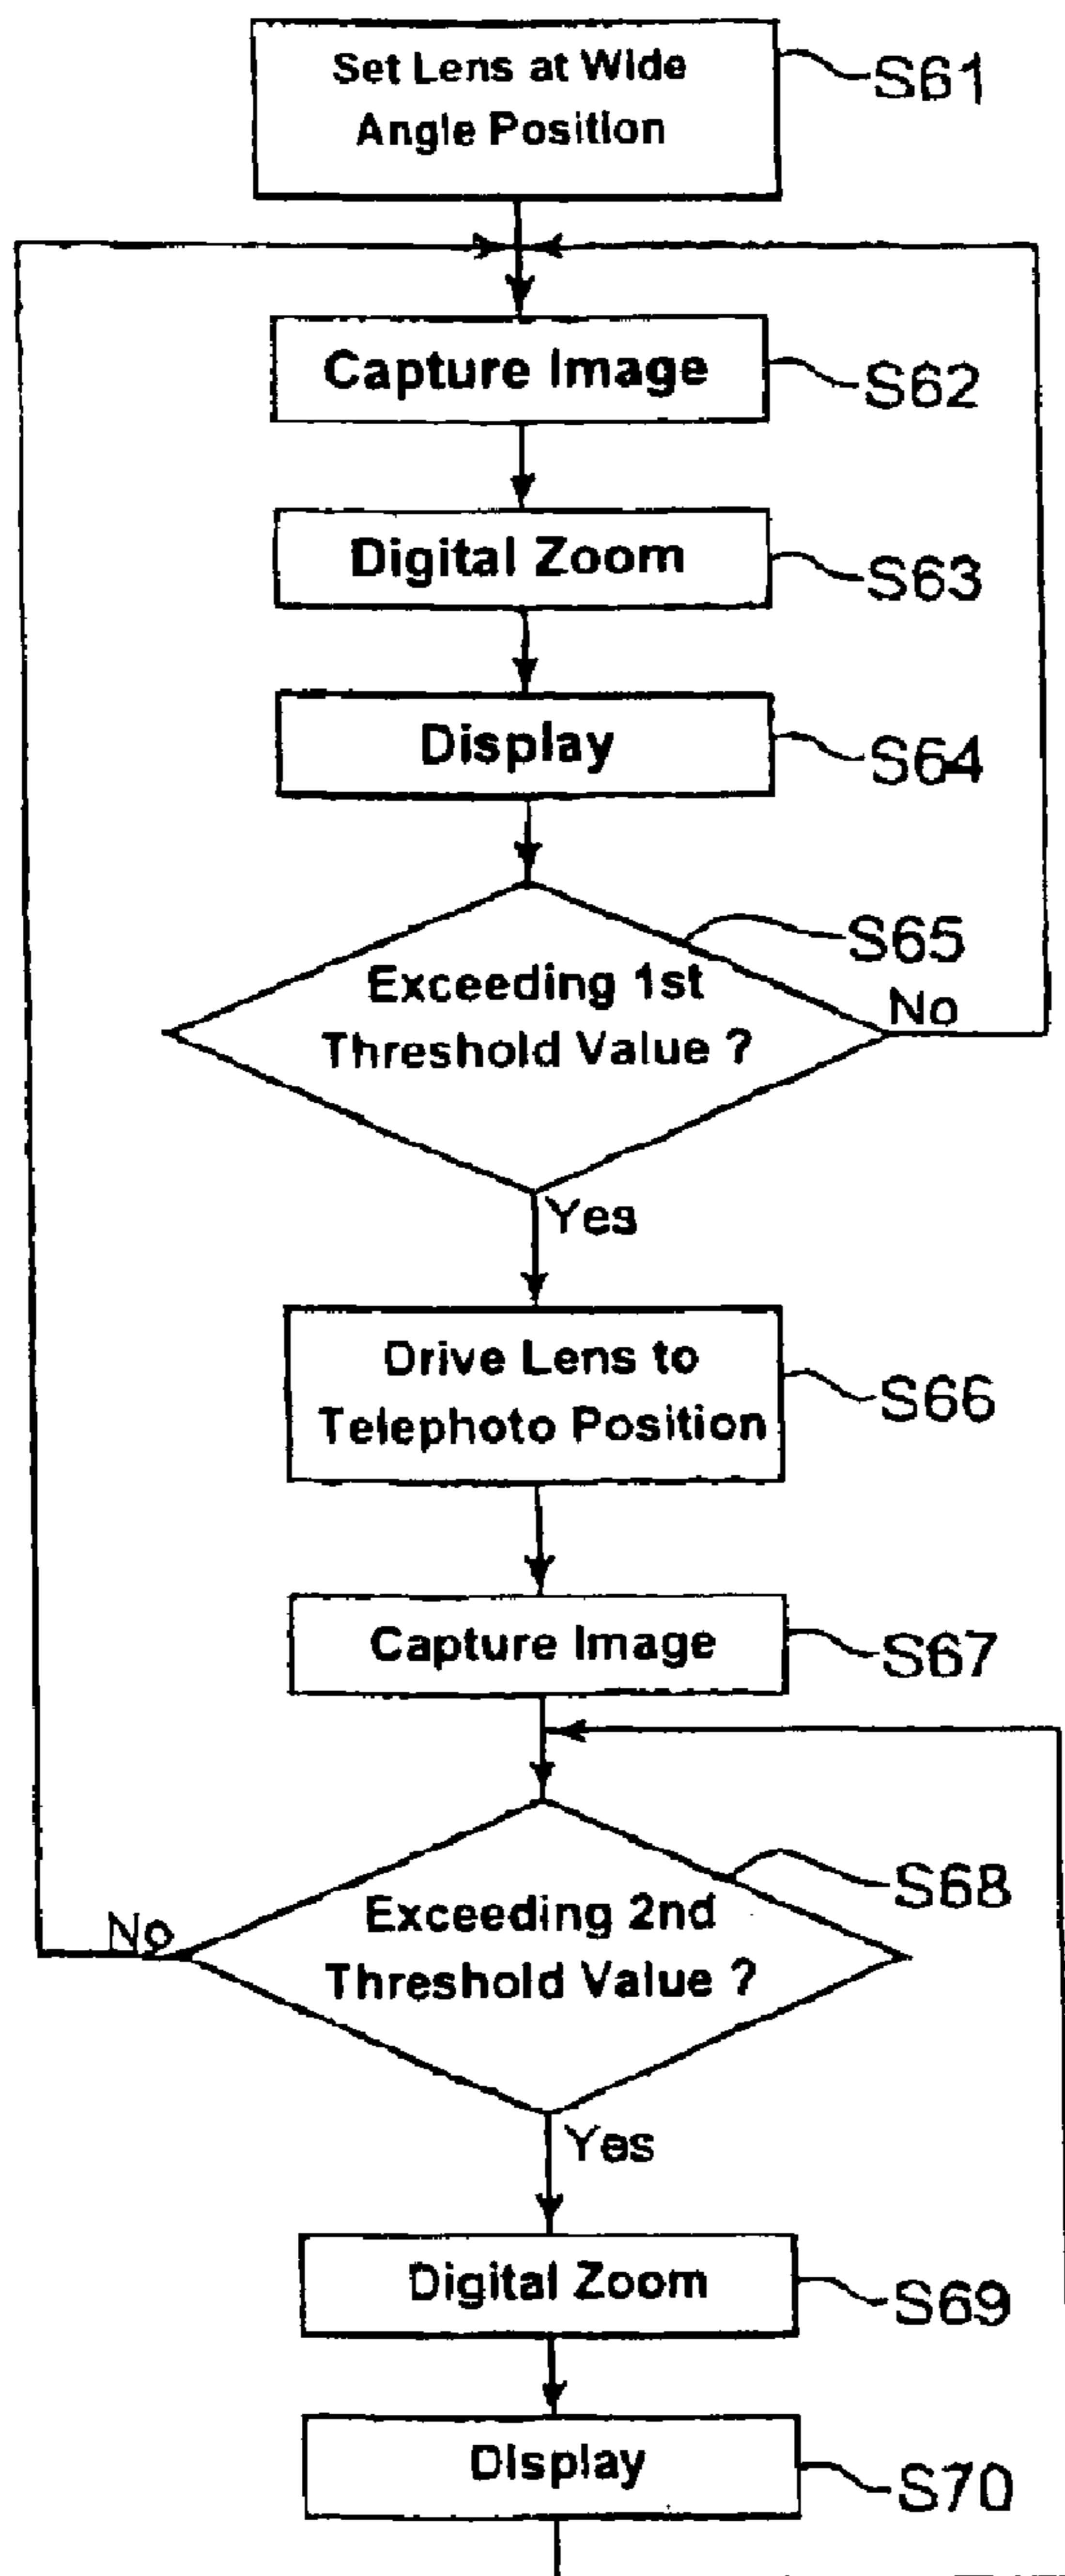 Set Lens at Wide
Angle Position
S61
Capture Image
S62
Digital Zoom
S63
Display
S64
S65
Exceeding 1st
Threshold Value ?
No
Yes
Drive Lens to
Telephoto Position
S66
Capture Image
S67
S68
Exceeding 2nd
Threshold Value ?
No
Yes
Digital Zoom
S69
Display
S70